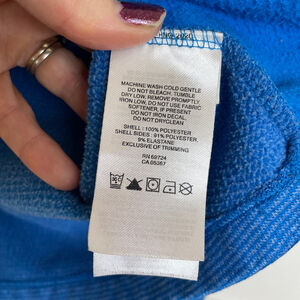 MACHINE WASH COLD GENTLE
DO NOT BLEACH. TUMBLE
DRY LOW. REMOVE PROMPTLY.
IRON LOW. DO NOT USE FABRIC
SOFTENER. IF PRESENT
DO NOT IRON DECAL.
DO NOT DRYCLEAN
SHELL : 100% POLYESTER
SHELL SIDES : 91% POLYESTER
9% ELASTANE
EXCLUSIVE OF TRIMMING
RN 69724
CA 05367